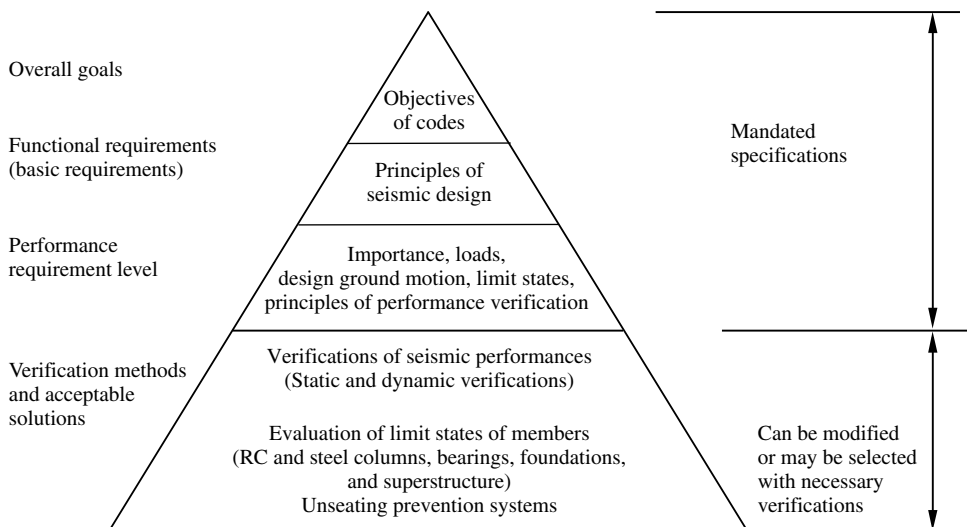 Overall goals
Objectives
of codes
Functional requirements
(basic requirements)
Principles of
seismic design
Mandated
specifications
Performance
requirement level
Importance, loads,
design ground motion, limit states,
principles of performance verification
Verification methods
and acceptable
solutions
Verifications of seismic performances
(Static and dynamic verifications)
Evaluation of limit states of members
(RC and steel columns, bearings, foundations,
and superstructure)
Unseating prevention systems
Can be modified
or may be selected
with necessary
verifications